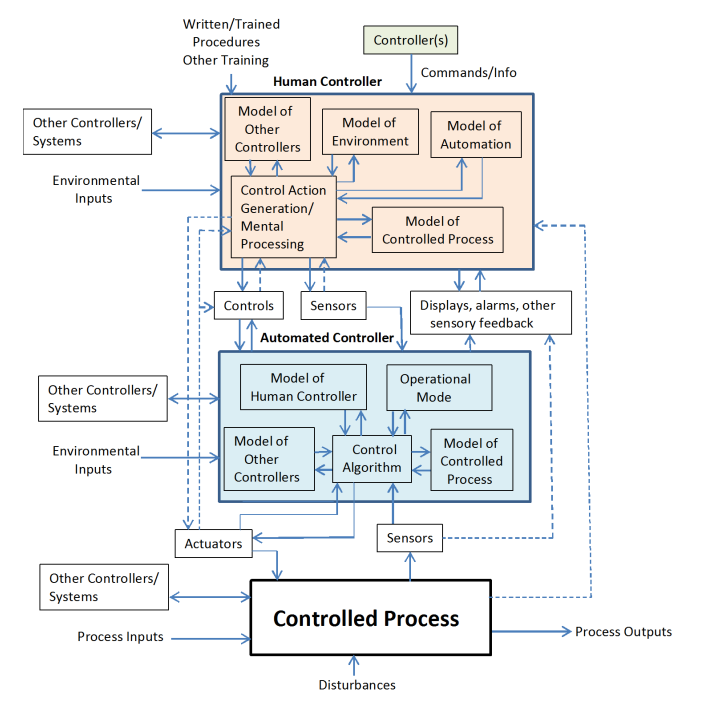 Written/Trained
Procedures
Other Training
Controller(s)
Commands/Info
Human Controller
Other Controllers/
Systems
Model of
Other
Controllers
Model of
Environment
Model of
Automation
Environmental
Inputs
Control Action
Generation/
Mental
Processing
Model of
Controlled Process
Controls
Sensors
Displays, alarms, other
sensory feedback
Automated Controller
Other Controllers/
Systems
Model of
Human Controller
Operational
Mode
Environmental
Inputs
Model of
Other
Controllers
Control
Algorithm
Model of
Controlled
Process
Actuators
Sensors
Other Controllers/
Systems
Controlled Process
Process Inputs
Process Outputs
Disturbances